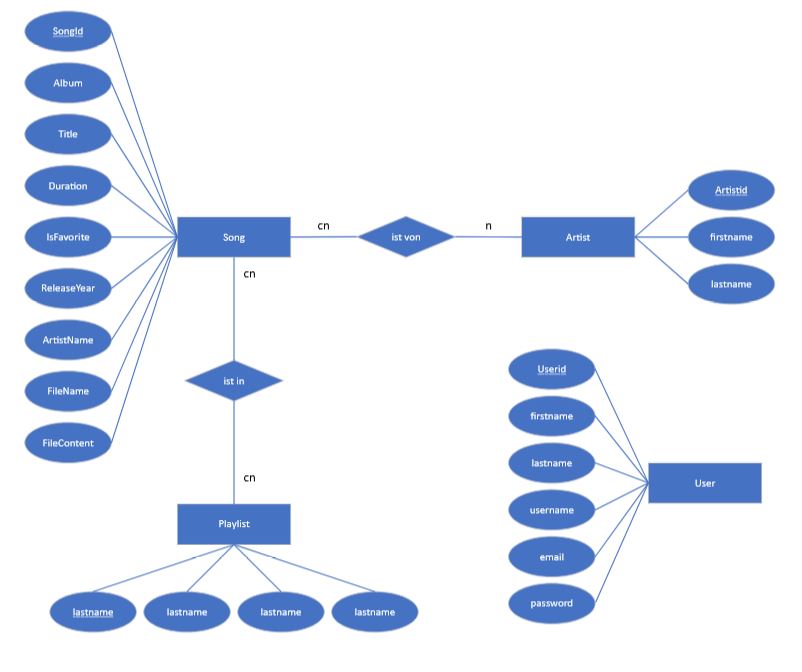 SongId
Album
Title
Duration
IsFavorite
ReleaseYear
ArtistName
FileName
FileContent
Song
cn
ist von
n
Artist
Artistid
firstname
lastname
cn
ist in
cn
Playlist
lastname
lastname
lastname
lastname
Userid
firstname
lastname
username
email
password
User